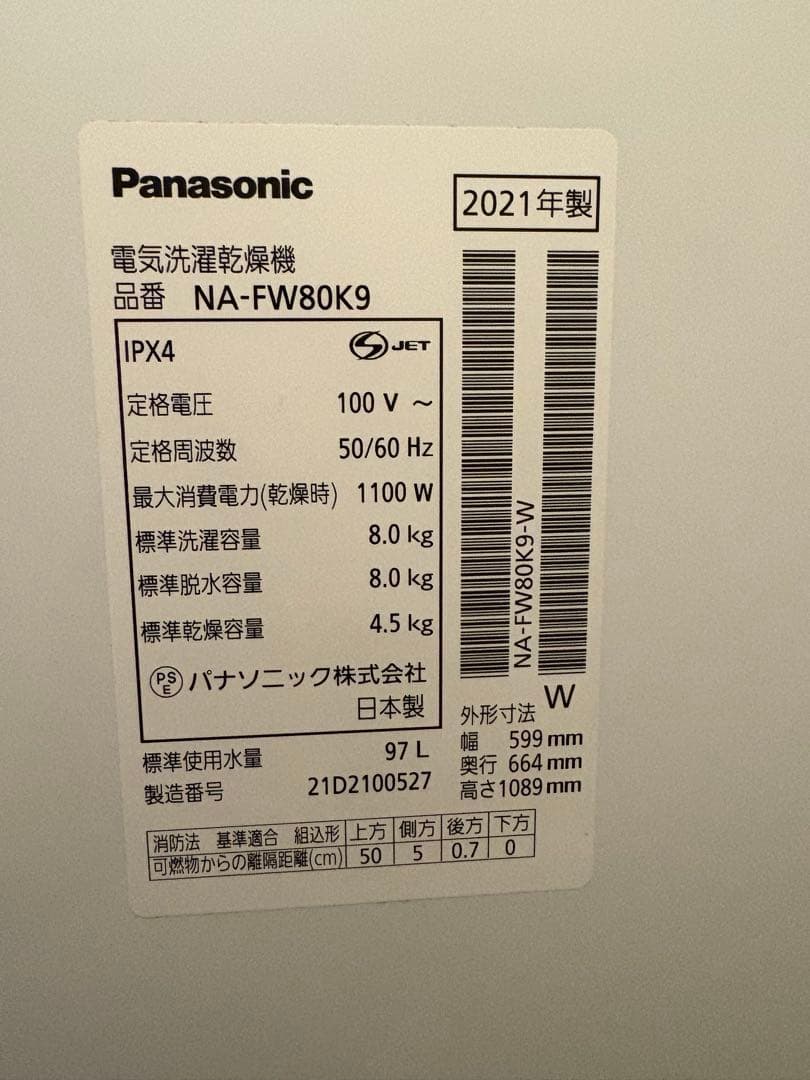 Panasonic
2021年製
電気洗濯乾燥機
品番 NA-FW80K9
IPX4 S JET
定格電圧 100 V ～
定格周波数 50/60 Hz
最大消費電力(乾燥時) 1100 W
標準洗濯容量 8.0 kg
標準脱水容量 8.0 kg
標準乾燥容量 4.5 kg
PSE パナソニック株式会社
日本製
NA-FW80K9-W
W
外形寸法
幅 599 mm
奥行 664 mm
高さ 1089 mm
標準使用水量 97 L
製造番号 21D2100527
消防法 基準適合 組込形 上方 側方 後方 下方
可燃物からの離隔距離(cm) 50 5 0.7 0